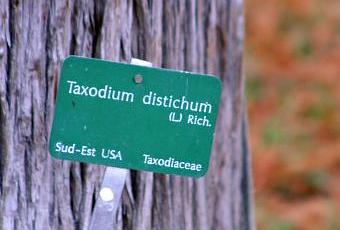 Taxodium distichum
(L) Rich.
Sud-Est USA Taxodiaceae